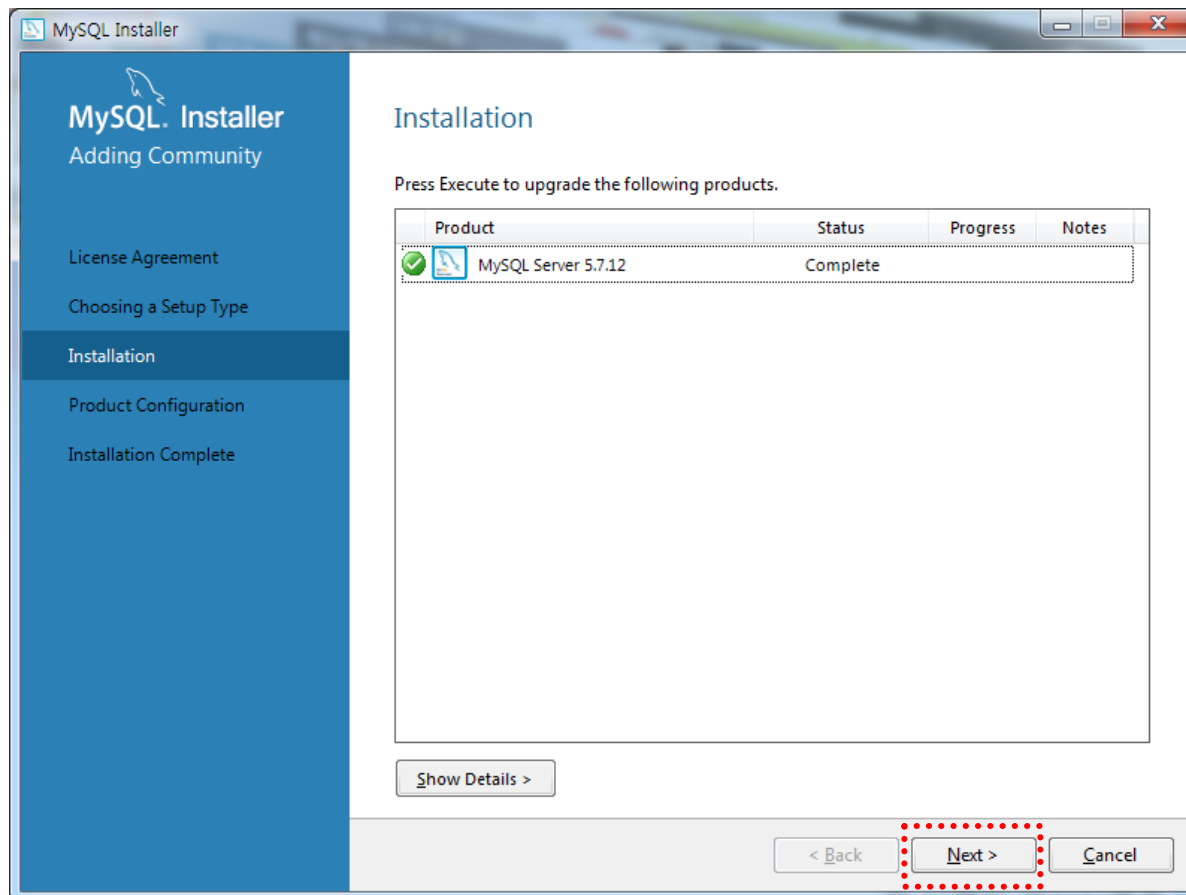 MySQL Installer
MySQL. Installer
Adding Community
License Agreement
Choosing a Setup Type
Installation
Product Configuration
Installation Complete
Installation
Press Execute to upgrade the following products.
Product Status Progress Notes
MySQL Server 5.7.12 Complete
Show Details >
< Back Next > Cancel